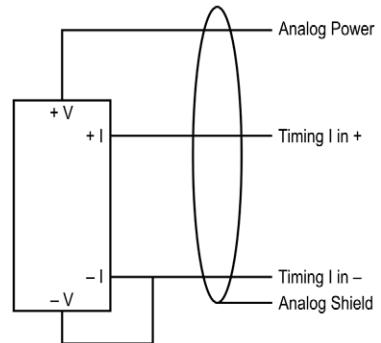 Analog Power
+ V
+ I
Timing I in +
– I
Timing I in –
– V
Analog Shield